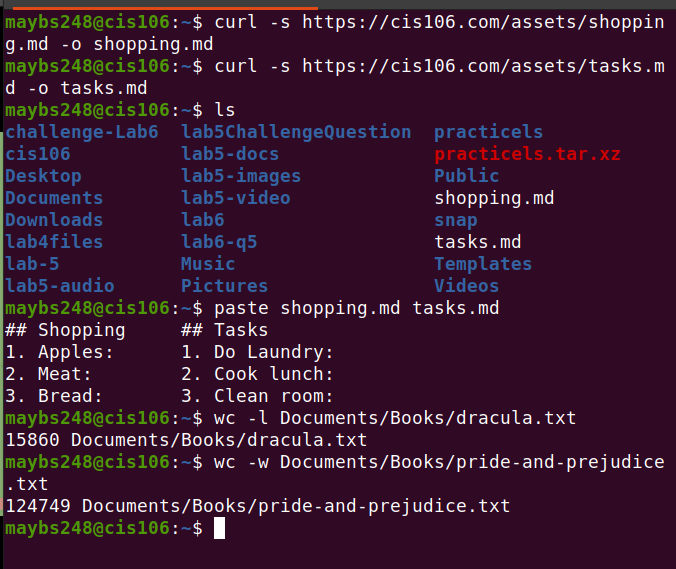 maybs248@cis106:~$ curl -s https://cis106.com/assets/shoppin
g.md -o shopping.md
maybs248@cis106:~$ curl -s https://cis106.com/assets/tasks.m
d -o tasks.md
maybs248@cis106:~$ ls
challenge-Lab6  lab5ChallengeQuestion  practicels
cis106          lab5-docs              practicels.tar.xz
Desktop         lab5-images            Public
Documents       lab5-video             shopping.md
Downloads       lab6                   snap
lab4files       lab6-q5                tasks.md
lab-5           Music                  Templates
lab5-audio      Pictures               Videos
maybs248@cis106:~$ paste shopping.md tasks.md
## Shopping     ## Tasks
1. Apples:      1. Do Laundry:
2. Meat:        2. Cook lunch:
3. Bread:       3. Clean room:
maybs248@cis106:~$ wc -l Documents/Books/dracula.txt
15860 Documents/Books/dracula.txt
maybs248@cis106:~$ wc -w Documents/Books/pride-and-prejudice
.txt
124749 Documents/Books/pride-and-prejudice.txt
maybs248@cis106:~$